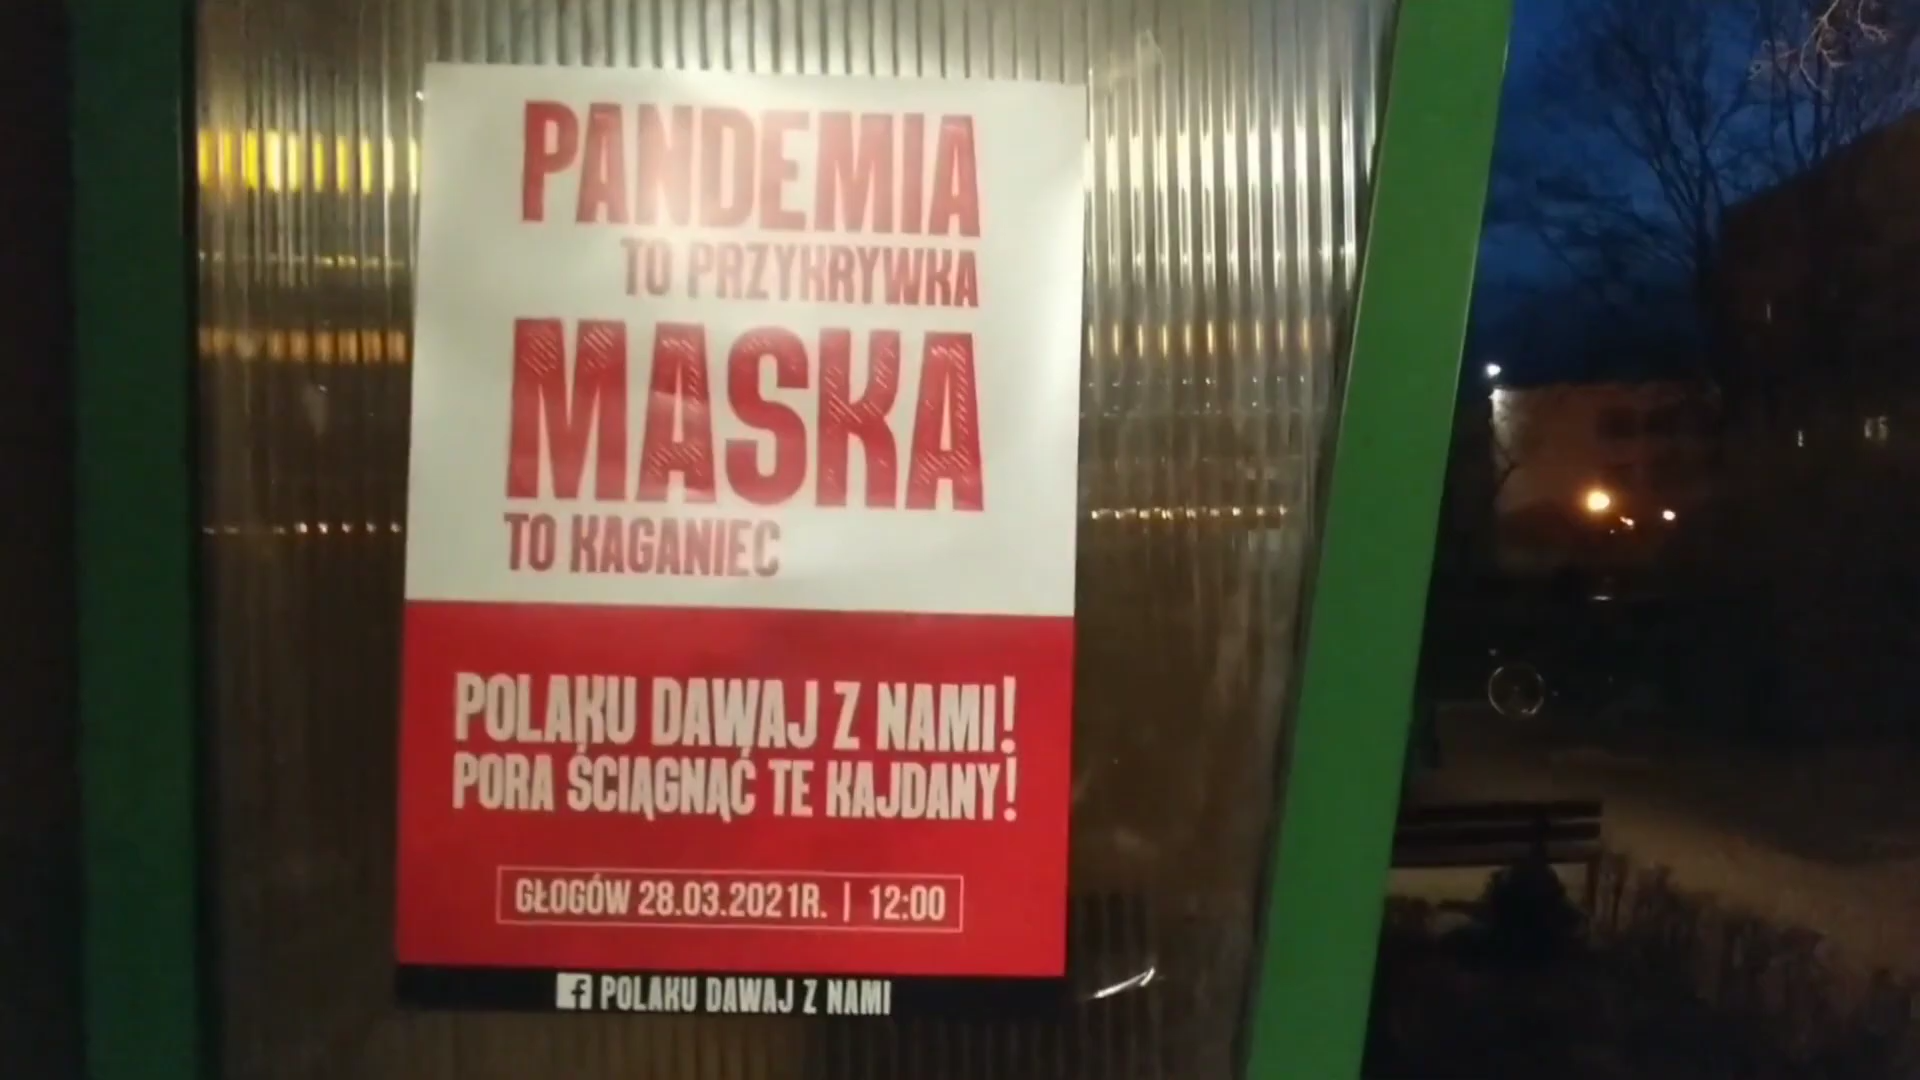 PANDEMIA
TO PRZYKRYWKA
MASKA
TO KAGANIEC
POLAKU DAWAJ Z NAMI!
PORA ŚCIĄGNĄĆ TE KAJDANY!
GŁOGÓW 28.03.2021R. | 12:00
f POLAKU DAWAJ Z NAMI